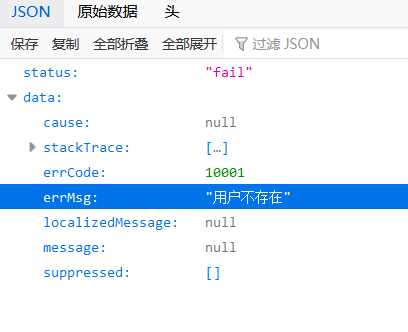 JSON 原始数据 头
保存 复制 全部折叠 全部展开 过滤 JSON
status: "fail"
data:
cause: null
stackTrace: […]
errCode: 10001
errMsg: "用户不存在"
localizedMessage: null
message: null
suppressed: []